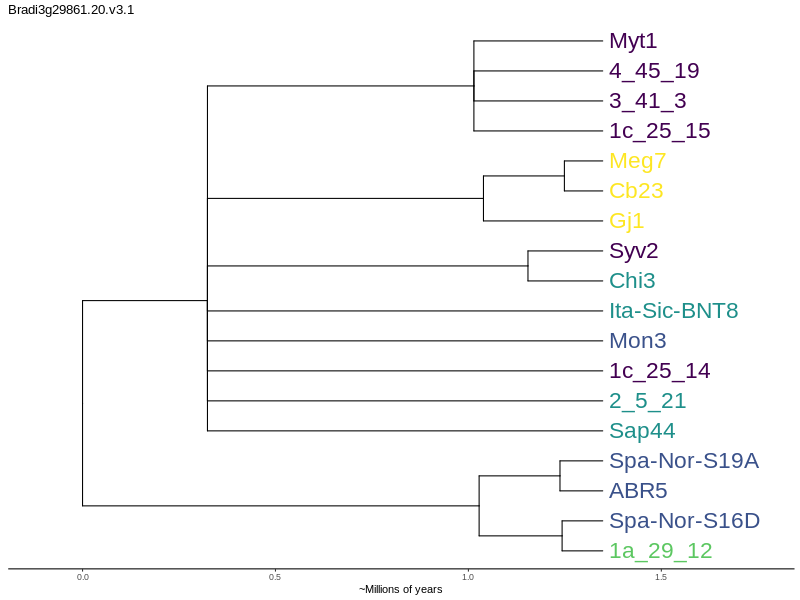 Bradi3g29861.20.v3.1
Myt1
4_45_19
3_41_3
1c_25_15
Meg7
Cb23
Gj1
Syv2
Chi3
Ita-Sic-BNT8
Mon3
1c_25_14
2_5_21
Sap44
Spa-Nor-S19A
ABR5
Spa-Nor-S16D
1a_29_12
0.0 0.5 1.0 1.5
~Millions of years